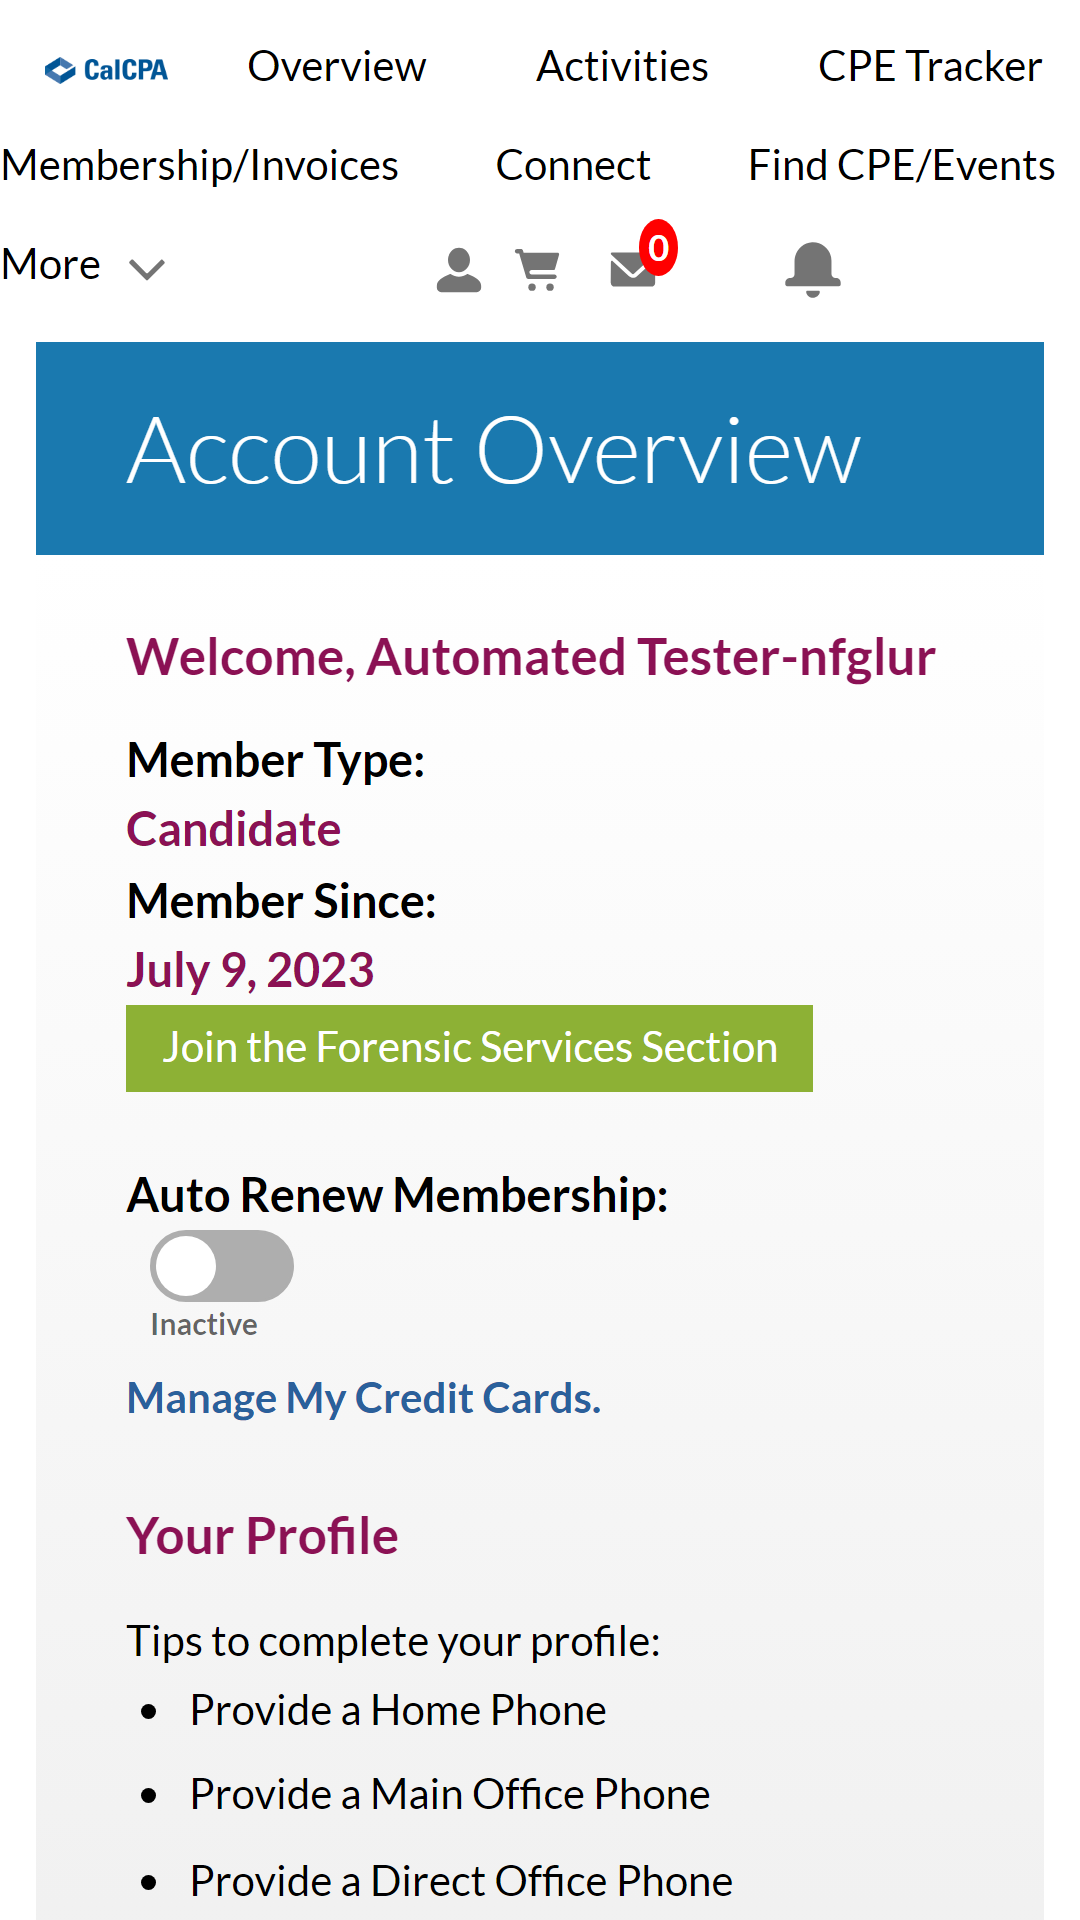 CalCPA Overview Activities CPE Tracker
Membership/Invoices Connect Find CPE/Events
More 0
Account Overview
Welcome, Automated Tester-nfglur
Member Type:
Candidate
Member Since:
July 9, 2023
Join the Forensic Services Section
Auto Renew Membership:
Inactive
Manage My Credit Cards.
Your Profile
Tips to complete your profile:
Provide a Home Phone
Provide a Main Office Phone
Provide a Direct Office Phone